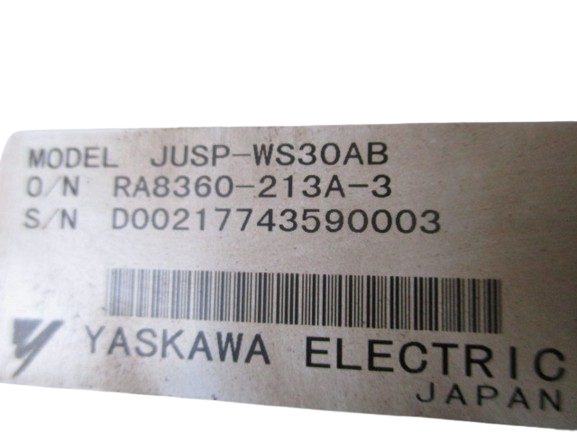 MODEL JUSP-WS30AB
O/N RA8360-213A-3
S/N D00217743590003
YASKAWA ELECTRIC
JAPAN